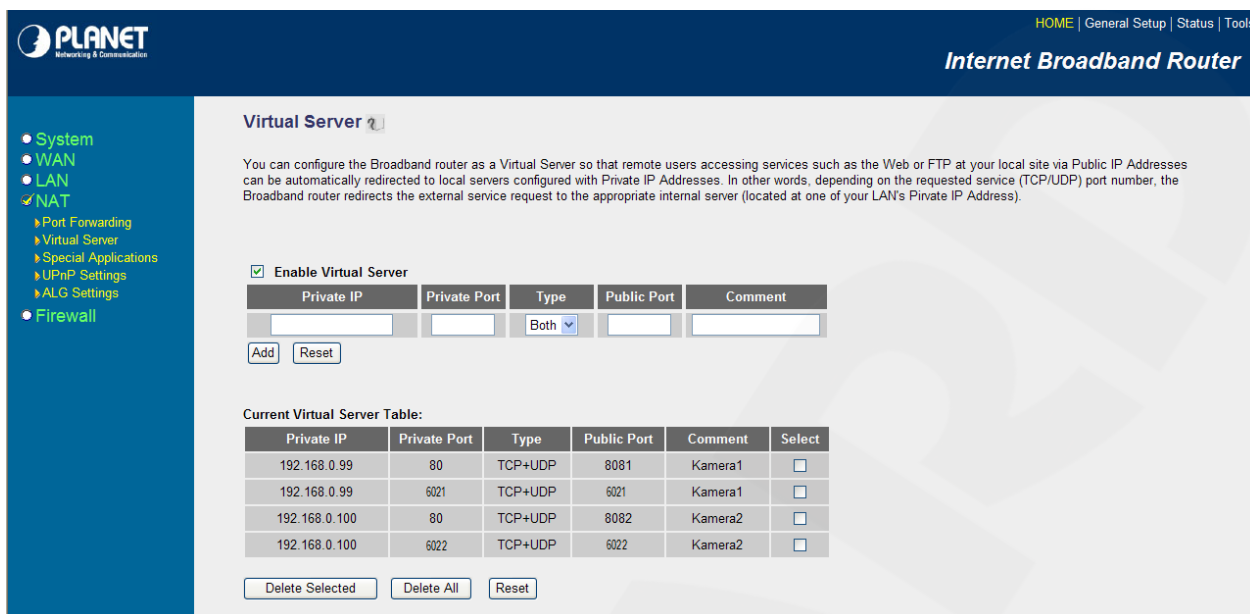 PLANET
Networking & Communication
HOME | General Setup | Status | Tools
Internet Broadband Router
System
WAN
LAN
NAT
Port Forwarding
Virtual Server
Special Applications
UPnP Settings
ALG Settings
Firewall
Virtual Server
You can configure the Broadband router as a Virtual Server so that remote users accessing services such as the Web or FTP at your local site via Public IP Addresses
can be automatically redirected to local servers configured with Private IP Addresses. In other words, depending on the requested service (TCP/UDP) port number, the
Broadband router redirects the external service request to the appropriate internal server (located at one of your LAN's Pivate IP Address).
Enable Virtual Server
Private IP Private Port Type Public Port Comment
Both
Add Reset
Current Virtual Server Table:
Private IP Private Port Type Public Port Comment Select
192.168.0.99 80 TCP+UDP 8081 Kamera1
192.168.0.99 6021 TCP+UDP 6021 Kamera1
192.168.0.100 80 TCP+UDP 8082 Kamera2
192.168.0.100 6022 TCP+UDP 6022 Kamera2
Delete Selected Delete All Reset